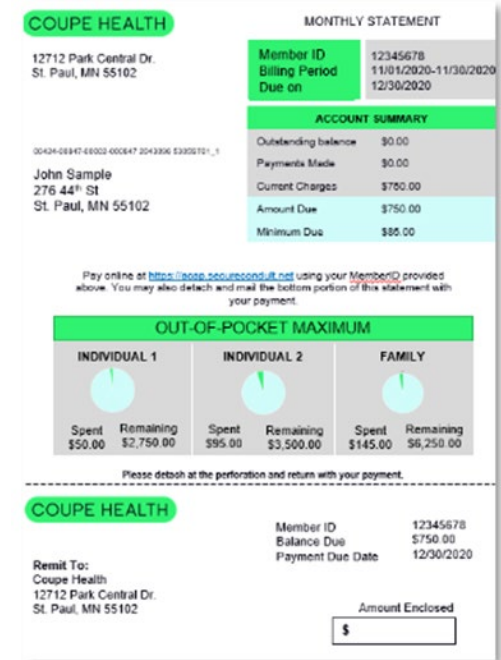 COUPE HEALTH
MONTHLY STATEMENT
12712 Park Central Dr.
St. Paul, MN 55102
Member ID 12345678
Billing Period 11/01/2020-11/30/2020
Due on 12/30/2020
ACCOUNT SUMMARY
Outstanding balance $0.00
Payments Made $0.00
Current Charges $750.00
Amount Due $750.00
Minimum Due $85.00
John Sample
276 44th St
St. Paul, MN 55102
Pay online at using your MemberID provided
above. You may also detach and mail the bottom portion of this statement with
your payment.
OUT-OF-POCKET MAXIMUM
INDIVIDUAL 1
Spent Remaining
$50.00 $2,750.00
INDIVIDUAL 2
Spent Remaining
$95.00 $3,500.00
FAMILY
Spent Remaining
$145.00 $6,250.00
Please detach at the perforation and return with your payment.
COUPE HEALTH
Member ID 12345678
Balance Due $750.00
Payment Due Date 12/30/2020
Remit To:
Coupe Health
12712 Park Central Dr.
St. Paul, MN 55102
Amount Enclosed
$